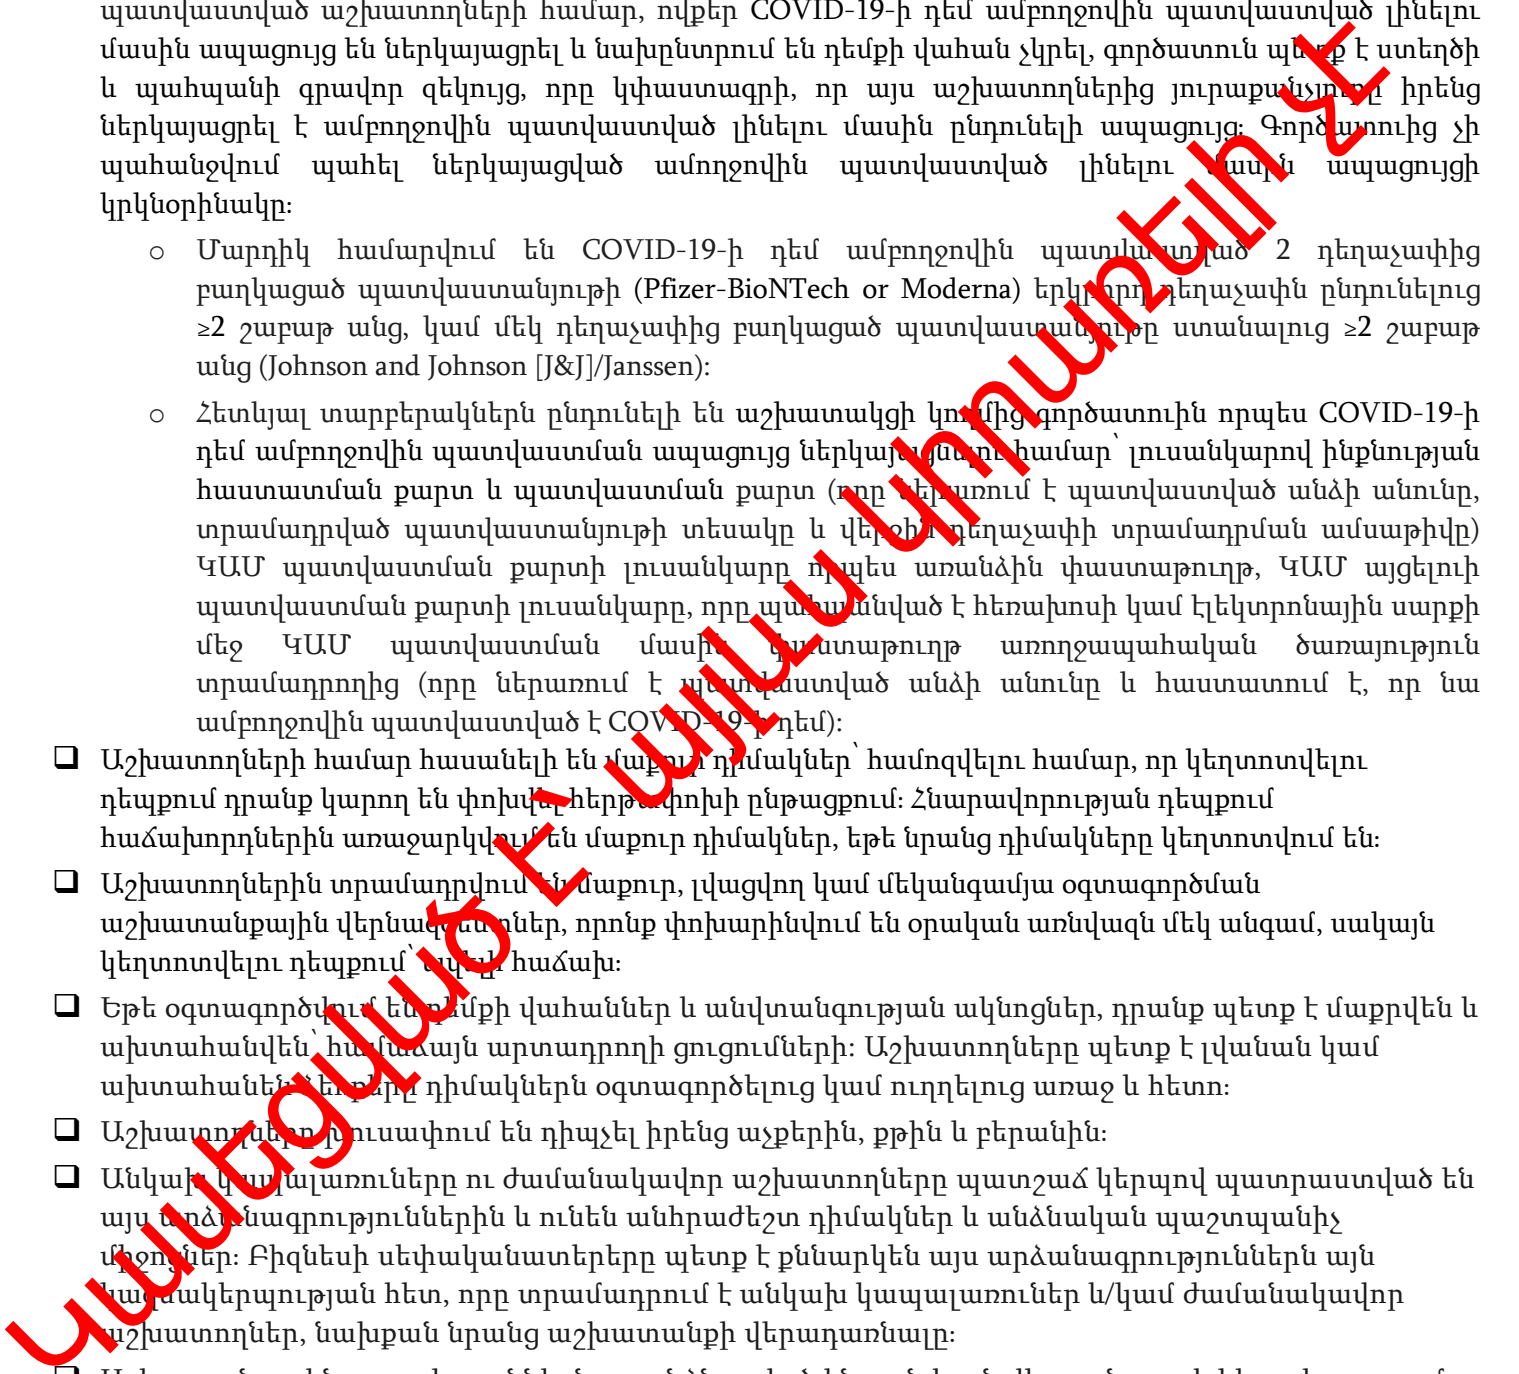 պատվաստված աշխատողների համար, ովքեր COVID-19-ի դեմ ամբողջովին պատվաստված լինելու
մասին ապացույց են ներկայացրել և նախընտրում են դեմքի վահան չկրել, գործատուն պետք է ստեղծի
և պահպանի գրավոր զեկույց, որը կփաստագրի, որ այս աշխատողներից յուրաքանչյուրը իրենց
ներկայացրել է ամբողջովին պատվաստված լինելու մասին ընդունելի ապացույց։ Գործատուից չի
պահանջվում պահել ներկայացված ամողջովին պատվաստված լինելու մասին ապացույցի
կրկնօրինակը։
o Մարդիկ համարվում են COVID-19-ի դեմ ամբողջովին պատվաստված 2 դեղաչափից
բաղկացած պատվաստանյութի (Pfizer-BioNTech or Moderna) երկրորդ դեղաչափն ընդունելուց
≥2 շաբաթ անց, կամ մեկ դեղաչափից բաղկացած պատվաստանյութը ստանալուց ≥2 շաբաթ
անց (Johnson and Johnson [J&J]/Janssen)։
o Հետևյալ տարբերակներն ընդունելի են աշխատակցի կողմից գործատուին որպես COVID-19-ի
դեմ ամբողջովին պատվաստման ապացույց ներկայացնելու համար՝ լուսանկարով ինքնության
հաստատման քարտ և պատվաստման քարտ (որը ներառում է պատվաստված անձի անունը,
տրամադրված պատվաստանյութի տեսակը և վերջին դեղաչափի տրամադրման ամսաթիվը)
ԿԱՄ պատվաստման քարտի լուսանկարը որպես առանձին փաստաթուղթ, ԿԱՄ այցելուի
պատվաստման քարտի լուսանկարը, որը պահպանված է հեռախոսի կամ էլեկտրոնային սարքի
մեջ ԿԱՄ պատվաստման մասին փաստաթուղթ առողջապահական ծառայություն
տրամադրողից (որը ներառում է պատվաստված անձի անունը և հաստատում է, որ նա
ամբողջովին պատվաստված է COVID-19-ի դեմ)։
❑ Աշխատողների համար հասանելի են մաքուր դիմակներ՝ համոզվելու համար, որ կեղտոտվելու
դեպքում դրանք կարող են փոխվել հերթափոխի ընթացքում։ Հնարավորության դեպքում
հաճախորդներին առաջարկվում են մաքուր դիմակներ, եթե նրանց դիմակները կեղտոտվում են։
❑ Աշխատողներին տրամադրվում են մաքուր, լվացվող կամ մեկանգամյա օգտագործման
աշխատանքային վերնազգեստներ, որոնք փոխարինվում են օրական առնվազն մեկ անգամ, սակայն
կեղտոտվելու դեպքում՝ ավելի հաճախ։
❑ Եթե օգտագործվում են դեմքի վահաններ և անվտանգության ակնոցներ, դրանք պետք է մաքրվեն և
ախտահանվեն՝ համաձայն արտադրողի ցուցումների։ Աշխատողները պետք է լվանան կամ
ախտահանեն ձեռքերը դիմակներն օգտագործելուց կամ ուղղելուց առաջ և հետո։
❑ Աշխատողները խուսափում են դիպչել իրենց աչքերին, քթին և բերանին։
❑ Անկախ կապալառուները ու ժամանակավոր աշխատողները պատշաճ կերպով պատրաստված են
այս արձանագրություններին և ունեն անհրաժեշտ դիմակներ և անձնական պաշտպանիչ
միջոցներ։ Բիզնեսի սեփականատերերը պետք է քննարկեն այս արձանագրություններն այն
կազմակերպության հետ, որը տրամադրում է անկախ կապալառուներ և/կամ ժամանակավոր
աշխատողներ, նախքան նրանց աշխատանքի վերադառնալը։
Կասեցված է՝ այլևս կիրառելի չէ